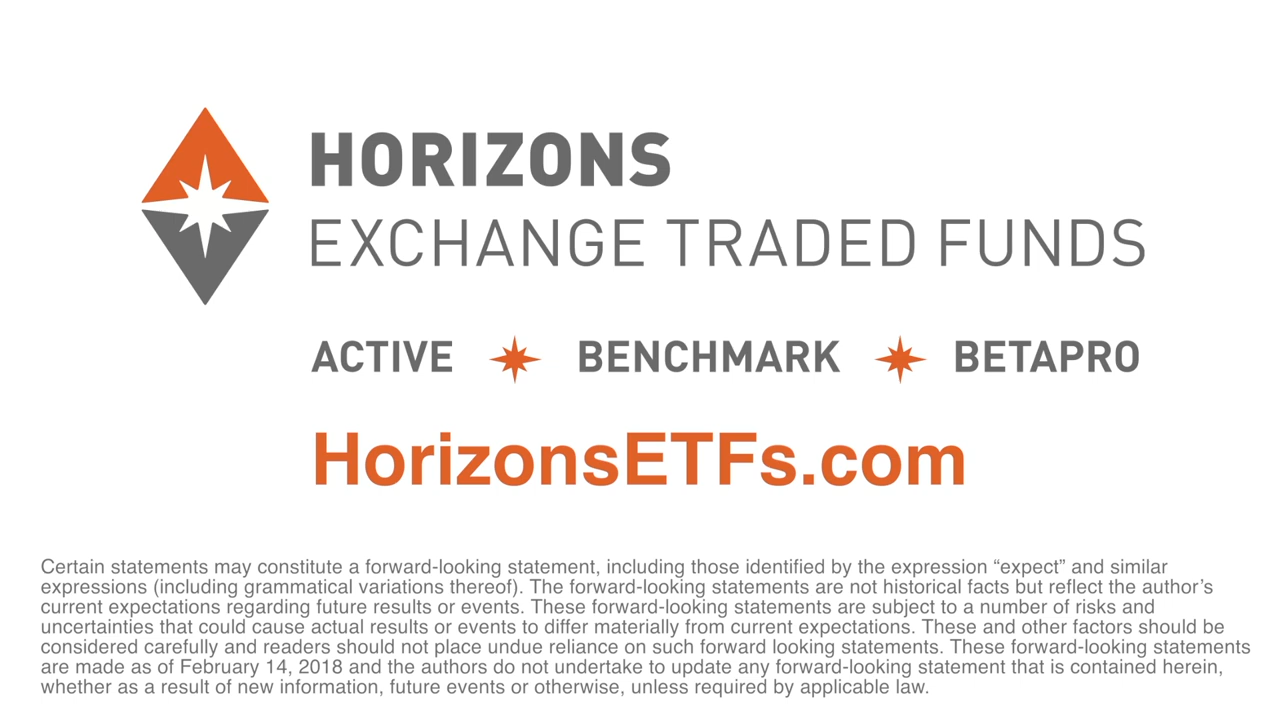 HORIZONS
EXCHANGE TRADED FUNDS
ACTIVE BENCHMARK BETAPRO
HorizonsETFs.com
Certain statements may constitute a forward-looking statement, including those identified by the expression “expect” and similar
expressions (including grammatical variations thereof). The forward-looking statements are not historical facts but reflect the author’s
current expectations regarding future results or events. These forward-looking statements are subject to a number of risks and
uncertainties that could cause actual results or events to differ materially from current expectations. These and other factors should be
considered carefully and readers should not place undue reliance on such forward looking statements. These forward-looking statements
are made as of February 14, 2018 and the authors do not undertake to update any forward-looking statement that is contained herein,
whether as a result of new information, future events or otherwise, unless required by applicable law.